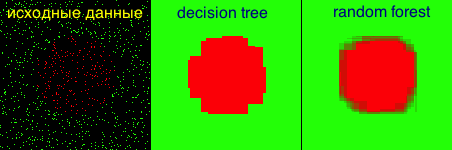 исходные данные
decision tree
random forest